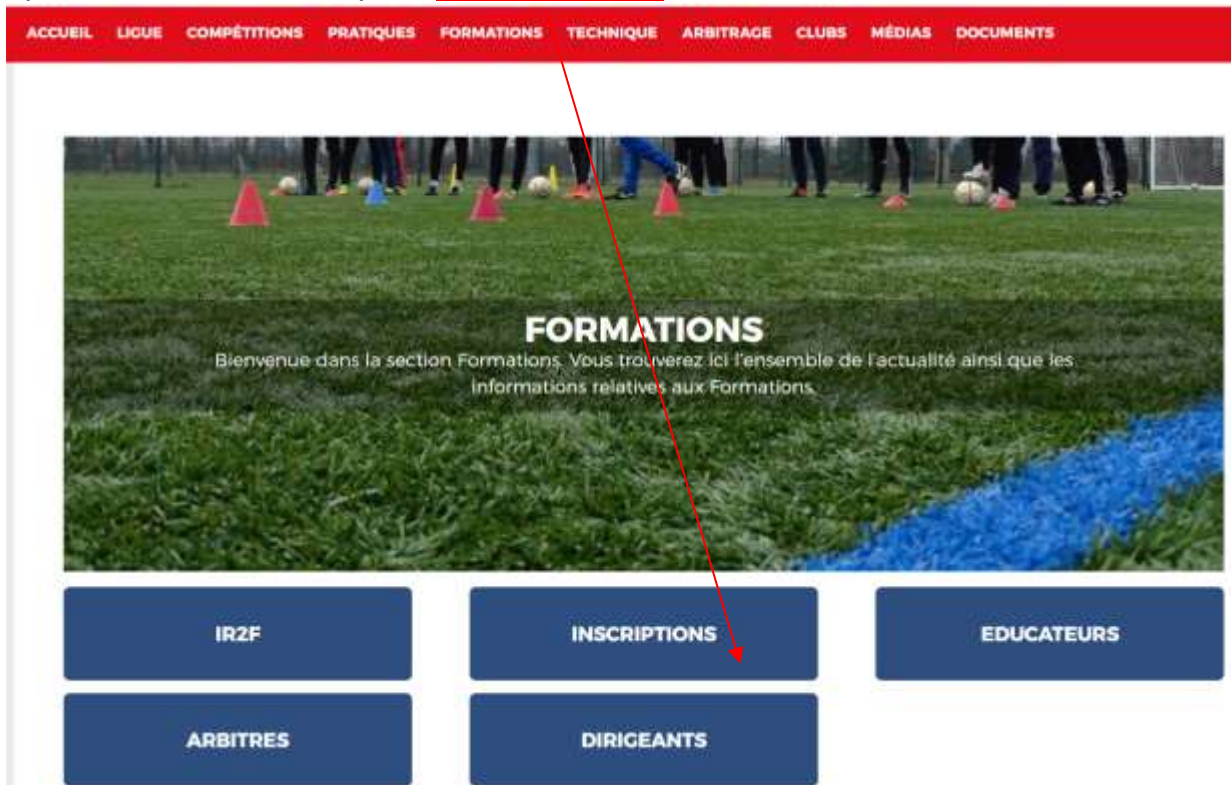 ACCUEIL LIGUE COMPÉTITIONS PRATIQUES FORMATIONS TECHNIQUE ARBITRAGE CLUBS MÉDIAS DOCUMENTS
FORMATIONS
Bienvenue dans la section Formations. Vous trouverez ici l'ensemble de l'actualité ainsi que les
informations relatives aux Formations.
IR2F INSCRIPTIONS EDUCATEURS
ARBITRES DIRIGEANTS